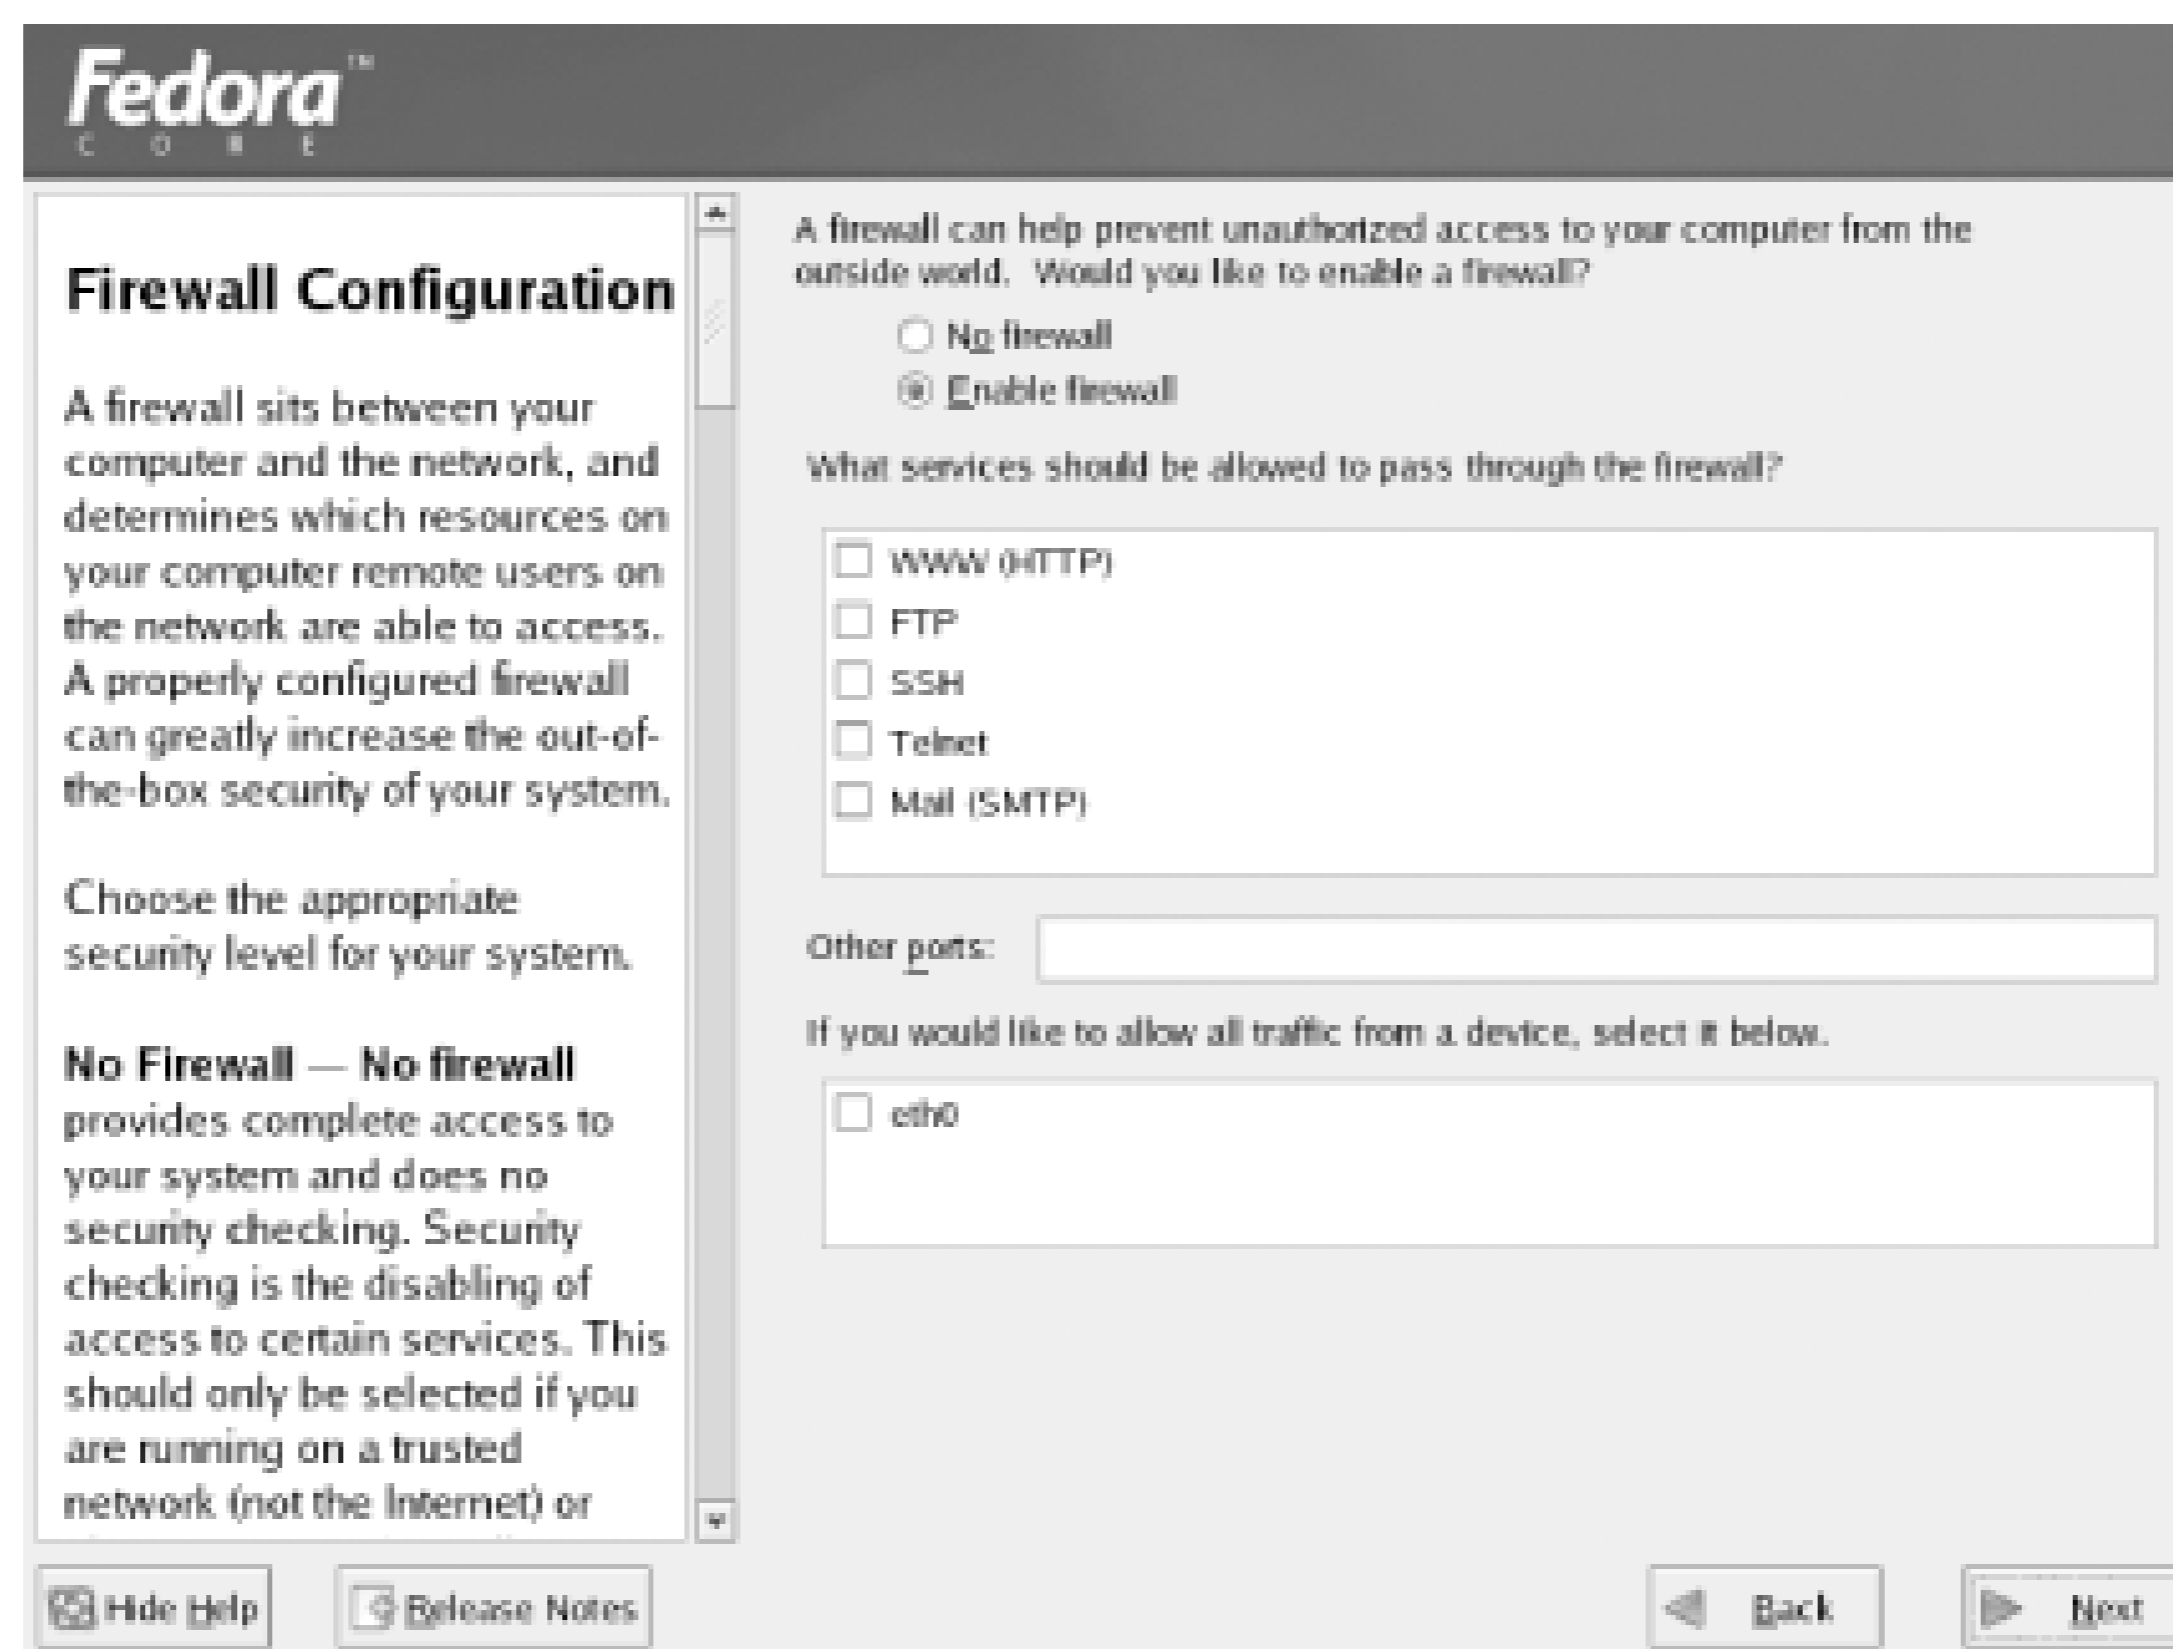 Fedora™
CORE
Firewall Configuration
A firewall sits between your
computer and the network, and
determines which resources on
your computer remote users on
the network are able to access.
A properly configured firewall
can greatly increase the out-of-
the-box security of your system.
Choose the appropriate
security level for your system.
No Firewall — No firewall
provides complete access to
your system and does no
security checking. Security
checking is the disabling of
access to certain services. This
should only be selected if you
are running on a trusted
network (not the Internet) or
A firewall can help prevent unauthorized access to your computer from the
outside world. Would you like to enable a firewall?
No firewall
Enable firewall
What services should be allowed to pass through the firewall?
WWW (HTTP)
FTP
SSH
Telnet
Mail (SMTP)
Other ports:
If you would like to allow all traffic from a device, select it below.
eth0
Hide Help
Release Notes
Back
Next